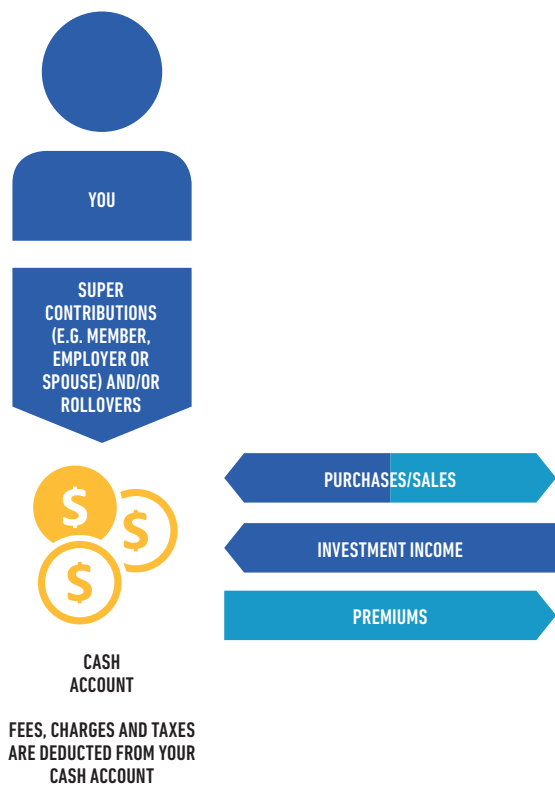 YOU
SUPER
CONTRIBUTIONS
(E.G. MEMBER,
EMPLOYER OR
SPOUSE) AND/OR
ROLLOVERS
$
$
$
PURCHASES/SALES
INVESTMENT INCOME
PREMIUMS
CASH
ACCOUNT
FEES, CHARGES AND TAXES
ARE DEDUCTED FROM YOUR
CASH ACCOUNT